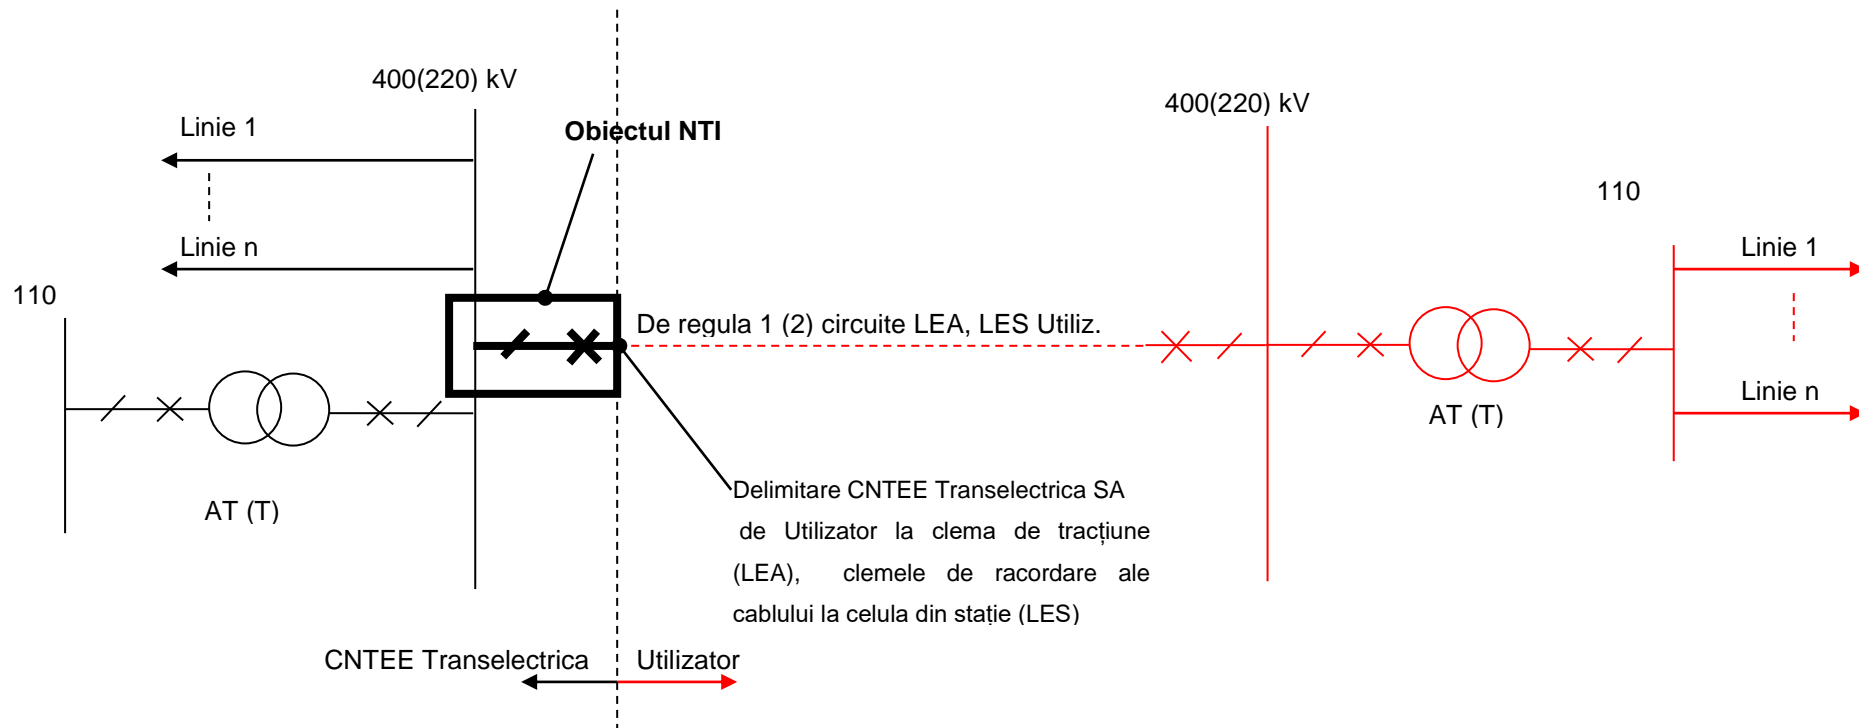 400(220) kV
400(220) kV
Linie 1
Obiectul NTI
110
Linie n
Linie 1
110
De regula 1 (2) circuite LEA, LES Utiliz.
Linie n
AT (T)
AT (T)
Delimitare CNTEE Transelectrica SA
de Utilizator la clema de tracțiune
(LEA), clemele de racordare ale
cablului la celula din stație (LES)
CNTEE Transelectrica
Utilizator